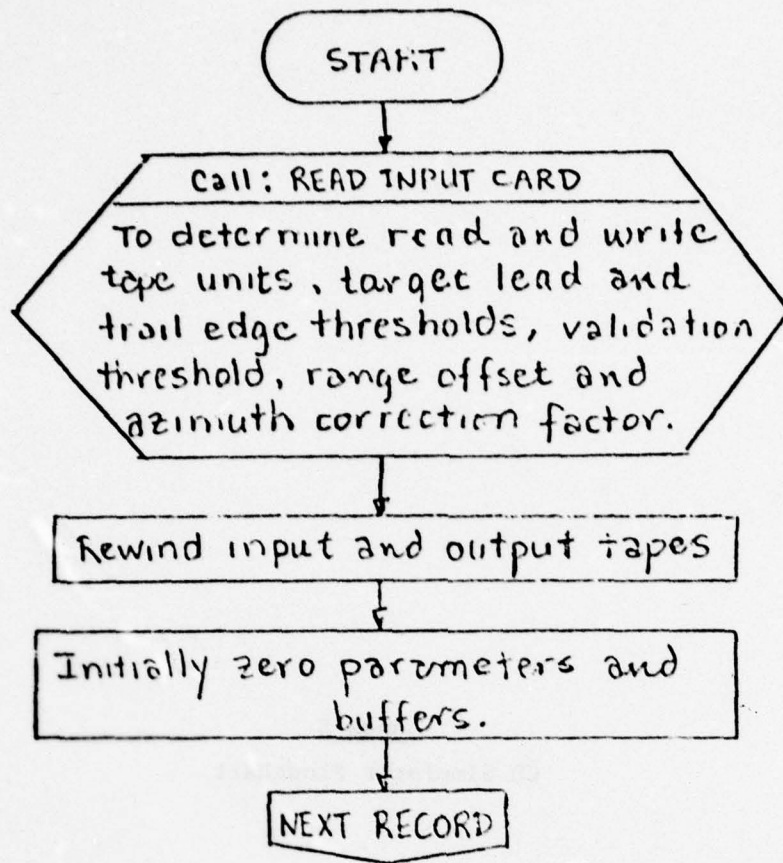 START
Call: READ INPUT CARD
To determine read and write
tape units, target lead and
trail edge thresholds, validation
threshold, range offset and
azimuth correction factor.
Rewind input and output tapes
Initially zero parameters and
buffers.
NEXT RECORD